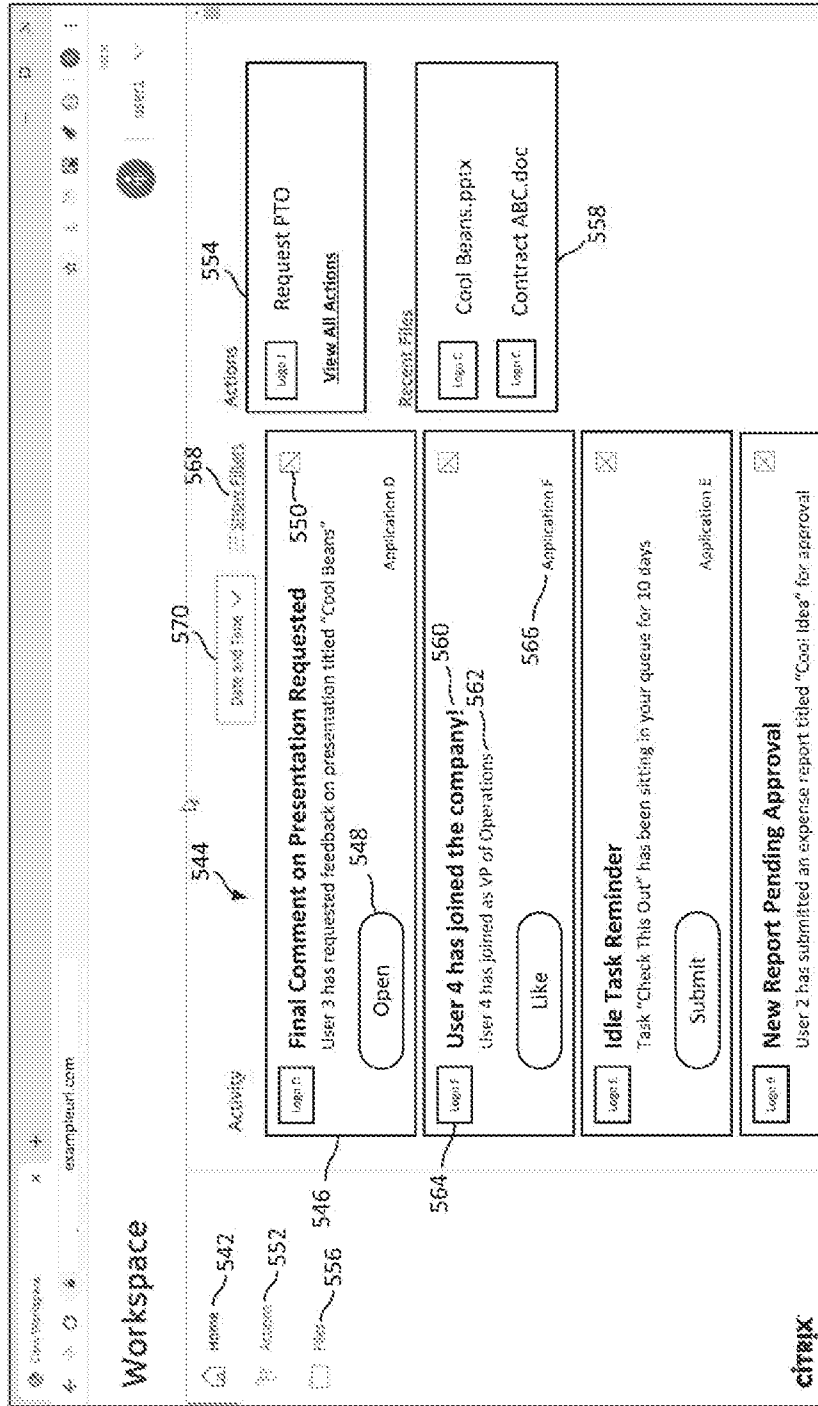 Citrix Workspace
exampleurl.com
Workspace
user1
Home
542
Actions
552
Files
556
CITRIX
Activity
544
570
Date and Time
568
Show Filters
546
Logo D
Final Comment on Presentation Requested
550
User 3 has requested feedback on presentation titled "Cool Beans"
Open
548
Application D
564
Logo F
User 4 has joined the company!
560
User 4 has joined as VP of Operations
562
Like
566
Application F
Logo E
Idle Task Reminder
Task "Check This Out" has been sitting in your queue for 10 days
Submit
Application E
New Report Pending Approval
User 2 has submitted an expense report titled "Cool Idea" for approval
Actions
554
Request PTO
View All Actions
Recent Files
Logo C
Cool Beans.pptx
Logo C
Contract ABC.doc
558